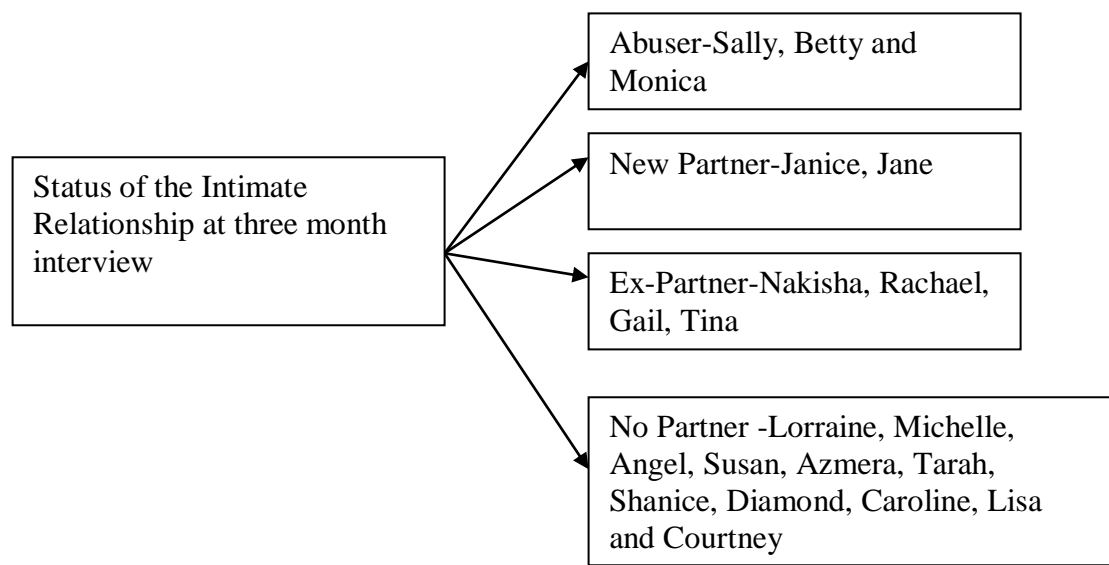 Abuser-Sally, Betty and
Monica
Status of the Intimate
Relationship at three month
interview
New Partner-Janice, Jane
Ex-Partner-Nakisha, Rachael,
Gail, Tina
No Partner -Lorraine, Michelle,
Angel, Susan, Azmera, Tarah,
Shanice, Diamond, Caroline, Lisa
and Courtney